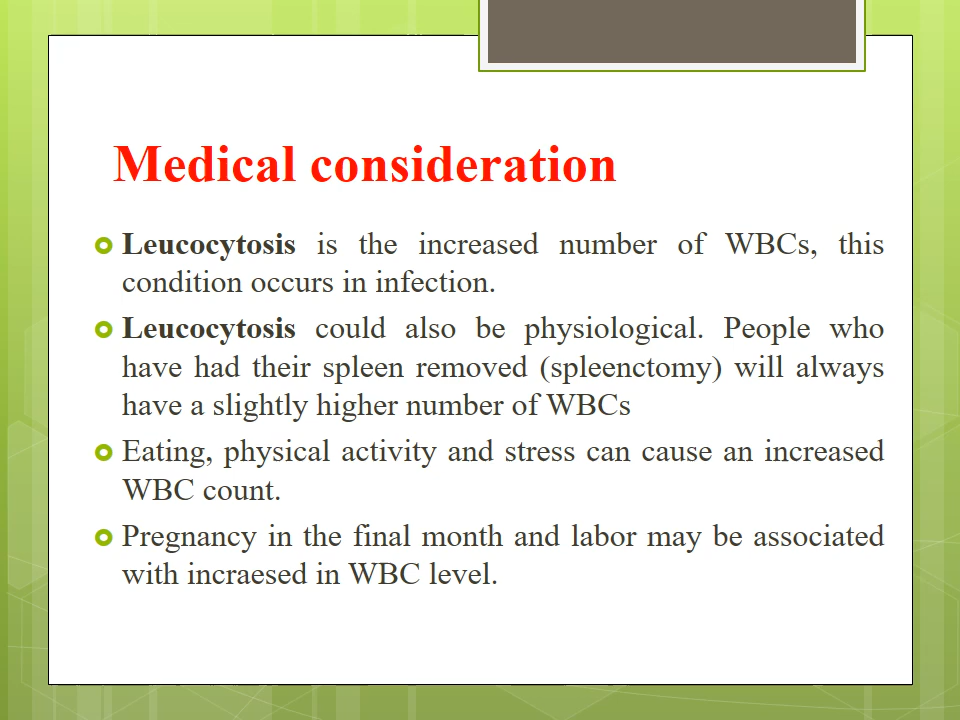 Medical consideration
Leucocytosis is the increased number of WBCs, this
condition occurs in infection.
Leucocytosis could also be physiological. People who
have had their spleen removed (spleenctomy) will always
have a slightly higher number of WBCs
Eating, physical activity and stress can cause an increased
WBC count.
Pregnancy in the final month and labor may be associated
with incraesed in WBC level.